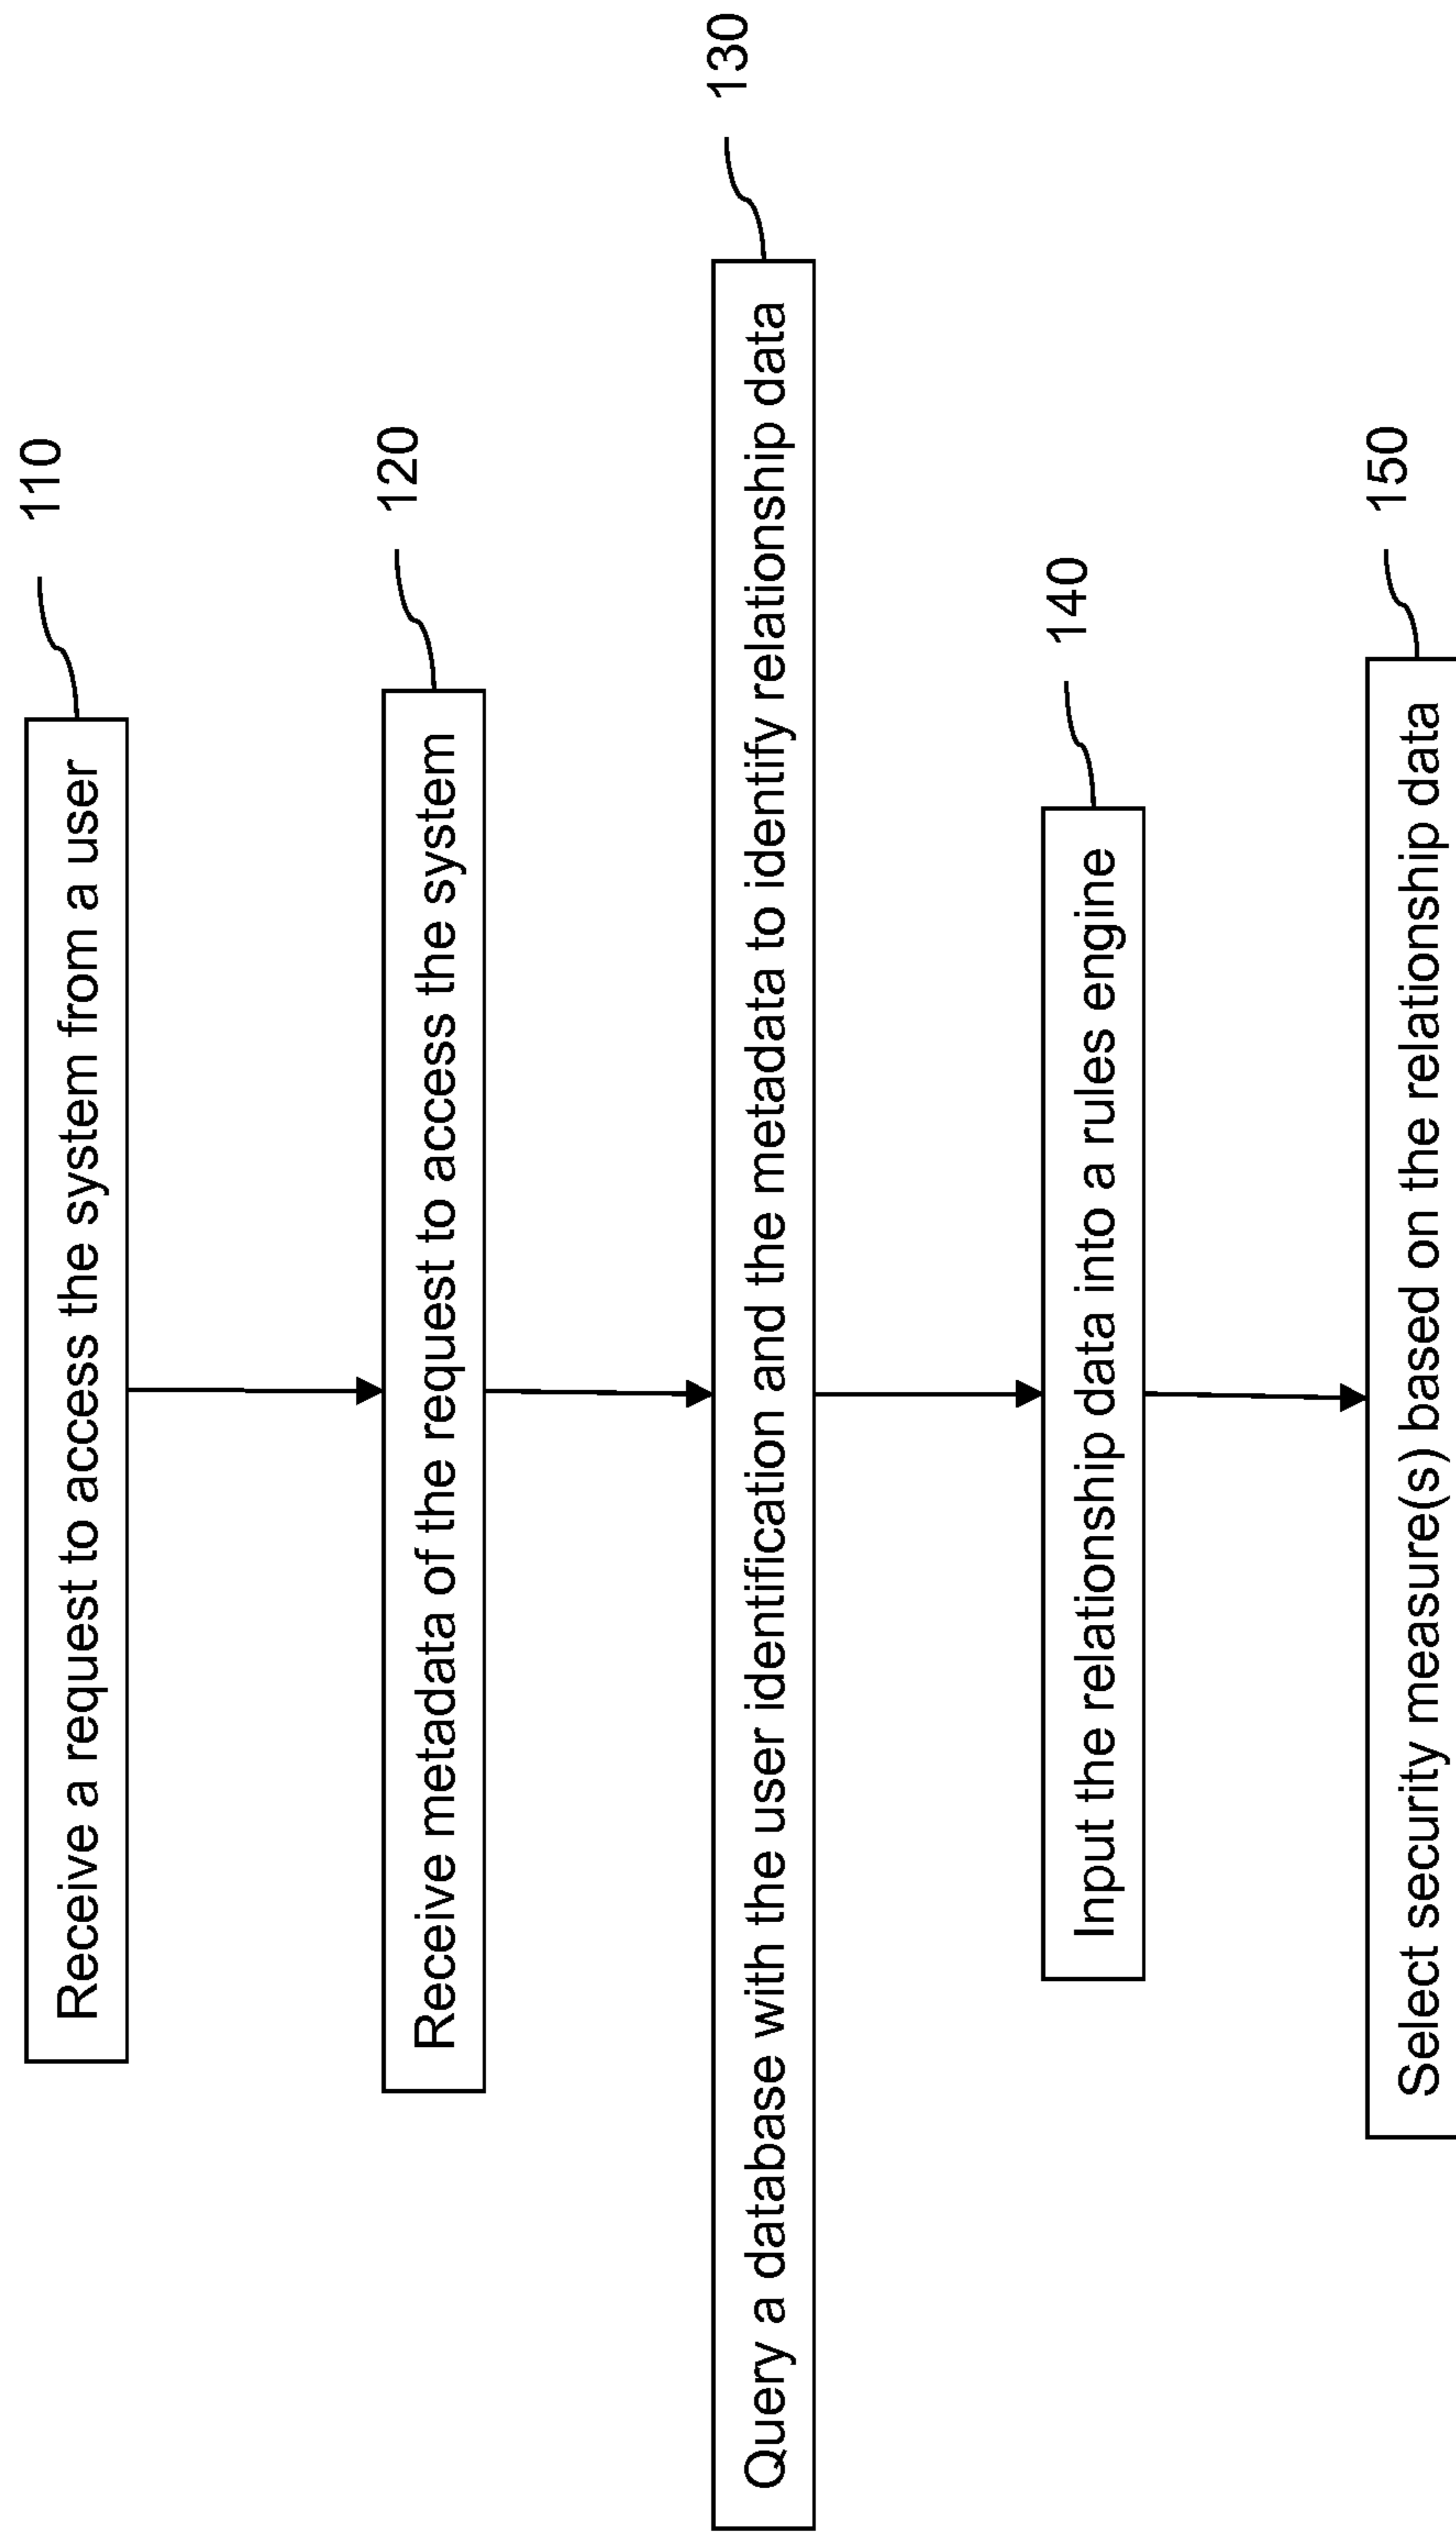 Receive a request to access the system from a user
110
Receive metadata of the request to access the system
120
Query a database with the user identification and the metadata to identify relationship data
130
Input the relationship data into a rules engine
140
Select security measure(s) based on the relationship data
150